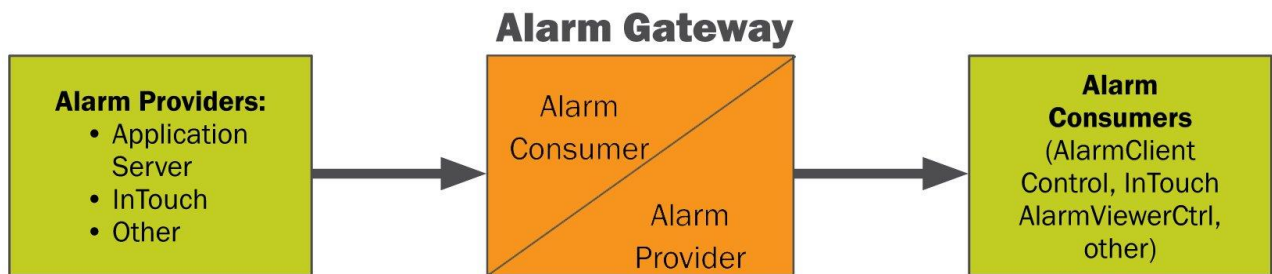 Alarm Gateway
Alarm Providers:
• Application
Server
• InTouch
• Other
Alarm
Consumer
Alarm
Provider
Alarm
Consumers
(AlarmClient
Control, InTouch
AlarmViewerCtrl,
other)